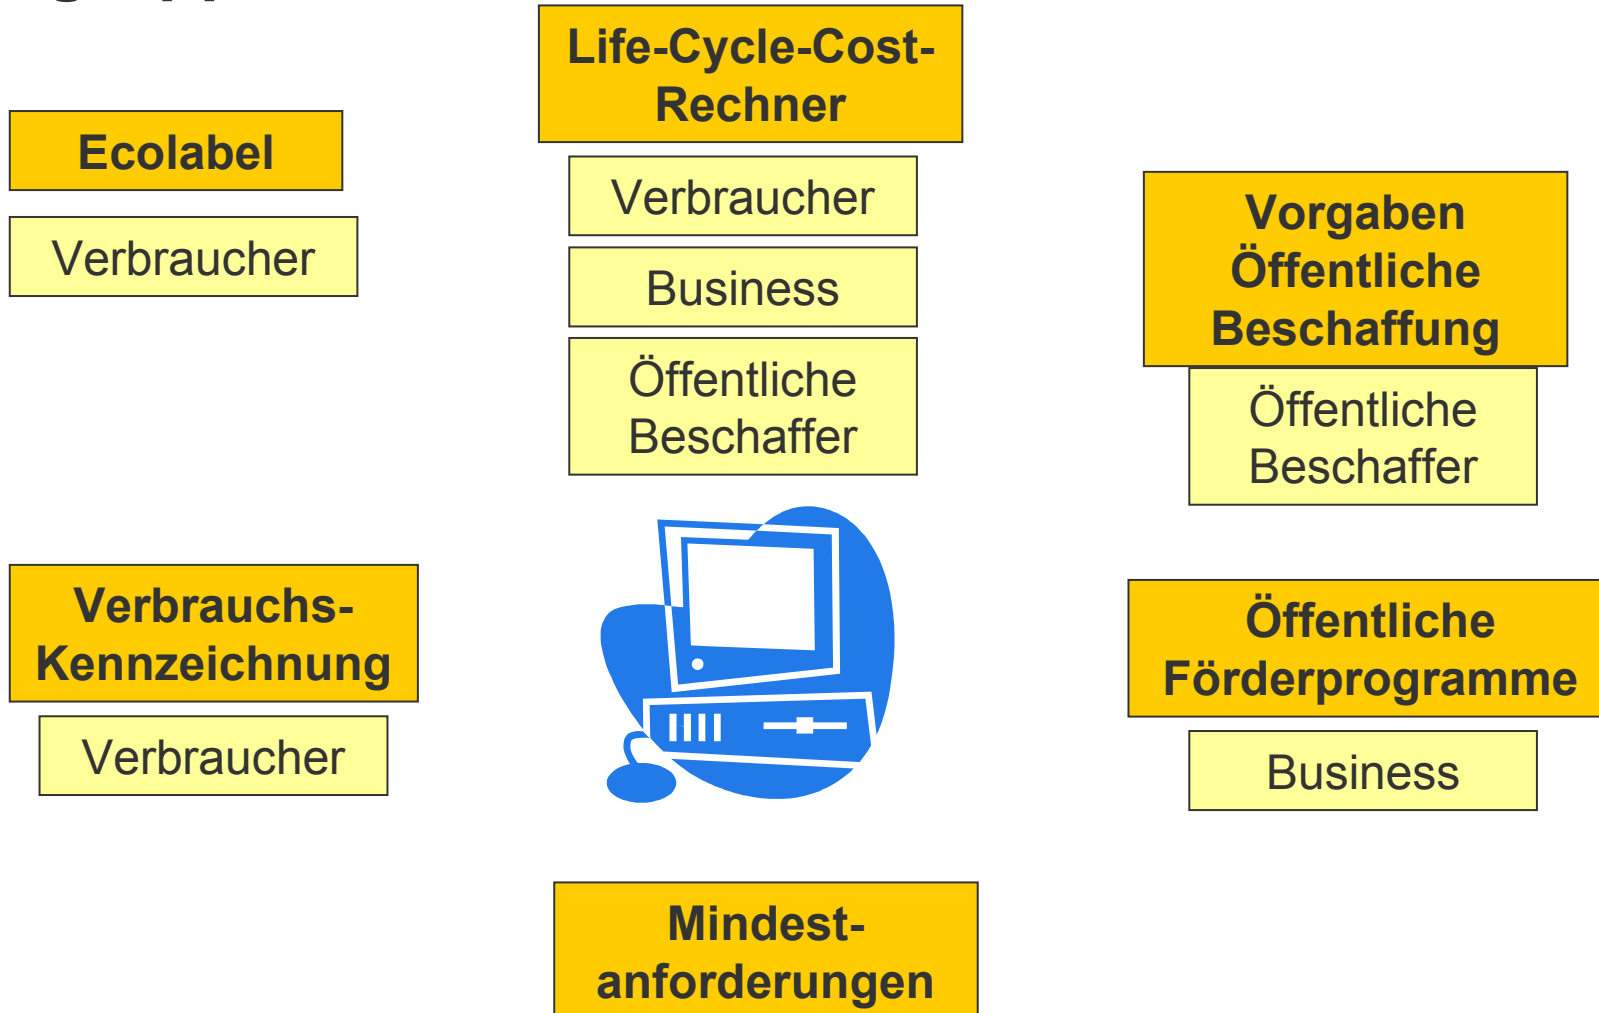 Life-Cycle-Cost-
Rechner
Verbraucher
Business
Öffentliche
Beschaffer
Ecolabel
Verbraucher
Vorgaben
Öffentliche
Beschaffung
Öffentliche
Beschaffer
Verbrauchs-
Kennzeichnung
Verbraucher
Öffentliche
Förderprogramme
Business
Mindest-
anforderungen